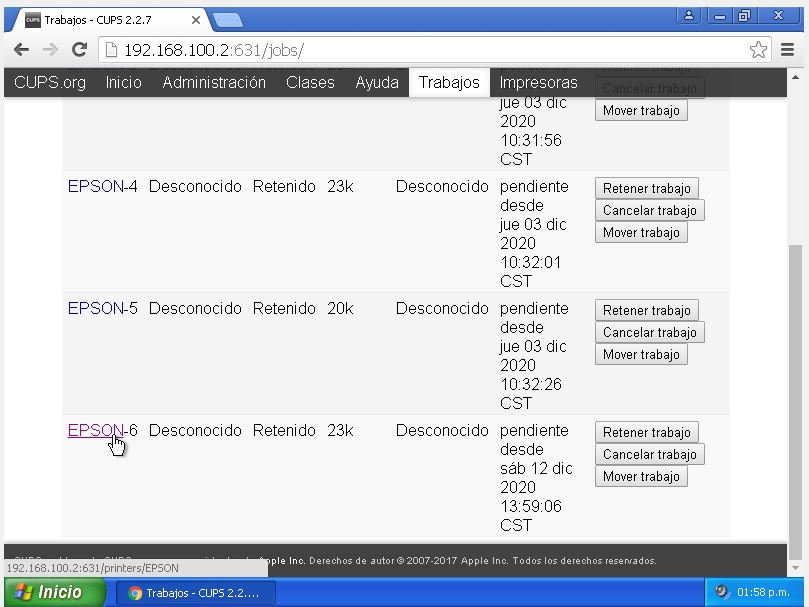 Trabajos - CUPS 2.2.7
192.168.100.2:631/jobs/
CUPS.org Inicio Administración Clases Ayuda Trabajos Impresoras
Cancelar trabajo
jue 03 dic
2020
10:31:56
CST
Mover trabajo
EPSON-4 Desconocido Retenido 23k Desconocido pendiente
desde
jue 03 dic
2020
10:32:01
CST
Retener trabajo
Cancelar trabajo
Mover trabajo
EPSON-5 Desconocido Retenido 20k Desconocido pendiente
desde
jue 03 dic
2020
10:32:26
CST
Retener trabajo
Cancelar trabajo
Mover trabajo
EPSON-6 Desconocido Retenido 23k Desconocido pendiente
desde
sáb 12 dic
2020
13:59:06
CST
Retener trabajo
Cancelar trabajo
Mover trabajo
Apple Inc. Derechos de autor © 2007-2017 Apple Inc. Todos los derechos reservados.
192.168.100.2:631/printers/EPSON
Inicio
Trabajos - CUPS 2.2....
01:58 p.m.